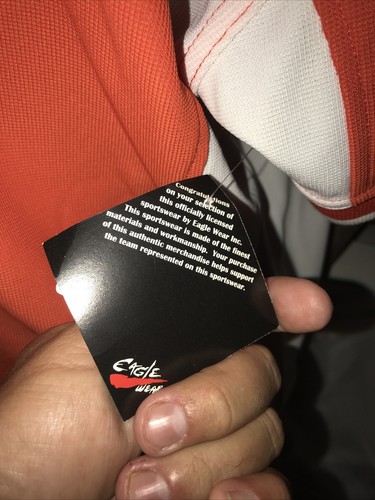 Congratulations
on your selection of
this officially licensed
sportswear by Eagle Wear Inc.
This sportswear is made of the finest
materials and workmanship. Your purchase
of this authentic merchandise helps support
the team represented on this sportswear.
EAGLE
WEAR